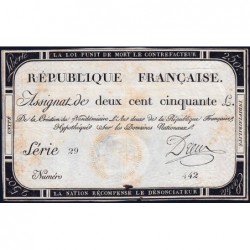 LA LOI PUNIT DE MORT LE CONTREFACTEUR
RÉPUBLIQUE FRANÇAISE.
Assignat de deux cent cinquante L.
De la Création du Vendémiaire L'An deux de la République Française,
Hypothéqué sur les Domaines Nationaux.
Série 29
Numéro 442
LA NATION RÉCOMPENSE LE DÉNONCIATEUR